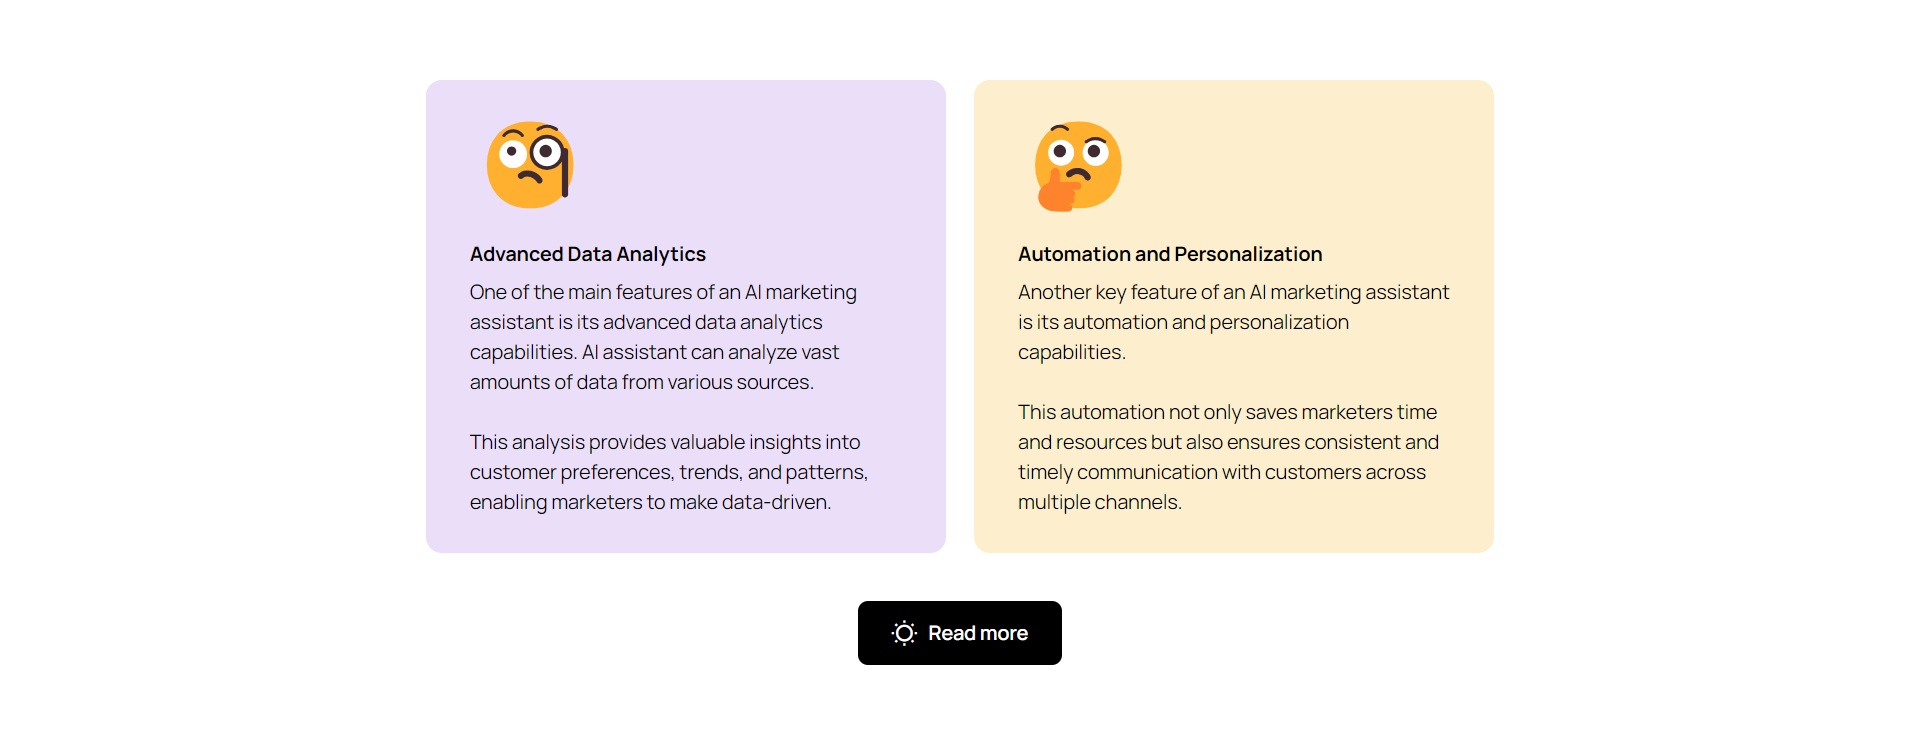 Advanced Data Analytics
One of the main features of an AI marketing
assistant is its advanced data analytics
capabilities. AI assistant can analyze vast
amounts of data from various sources.
This analysis provides valuable insights into
customer preferences, trends, and patterns,
enabling marketers to make data-driven.
Automation and Personalization
Another key feature of an AI marketing assistant
is its automation and personalization
capabilities.
This automation not only saves marketers time
and resources but also ensures consistent and
timely communication with customers across
multiple channels.
Read more